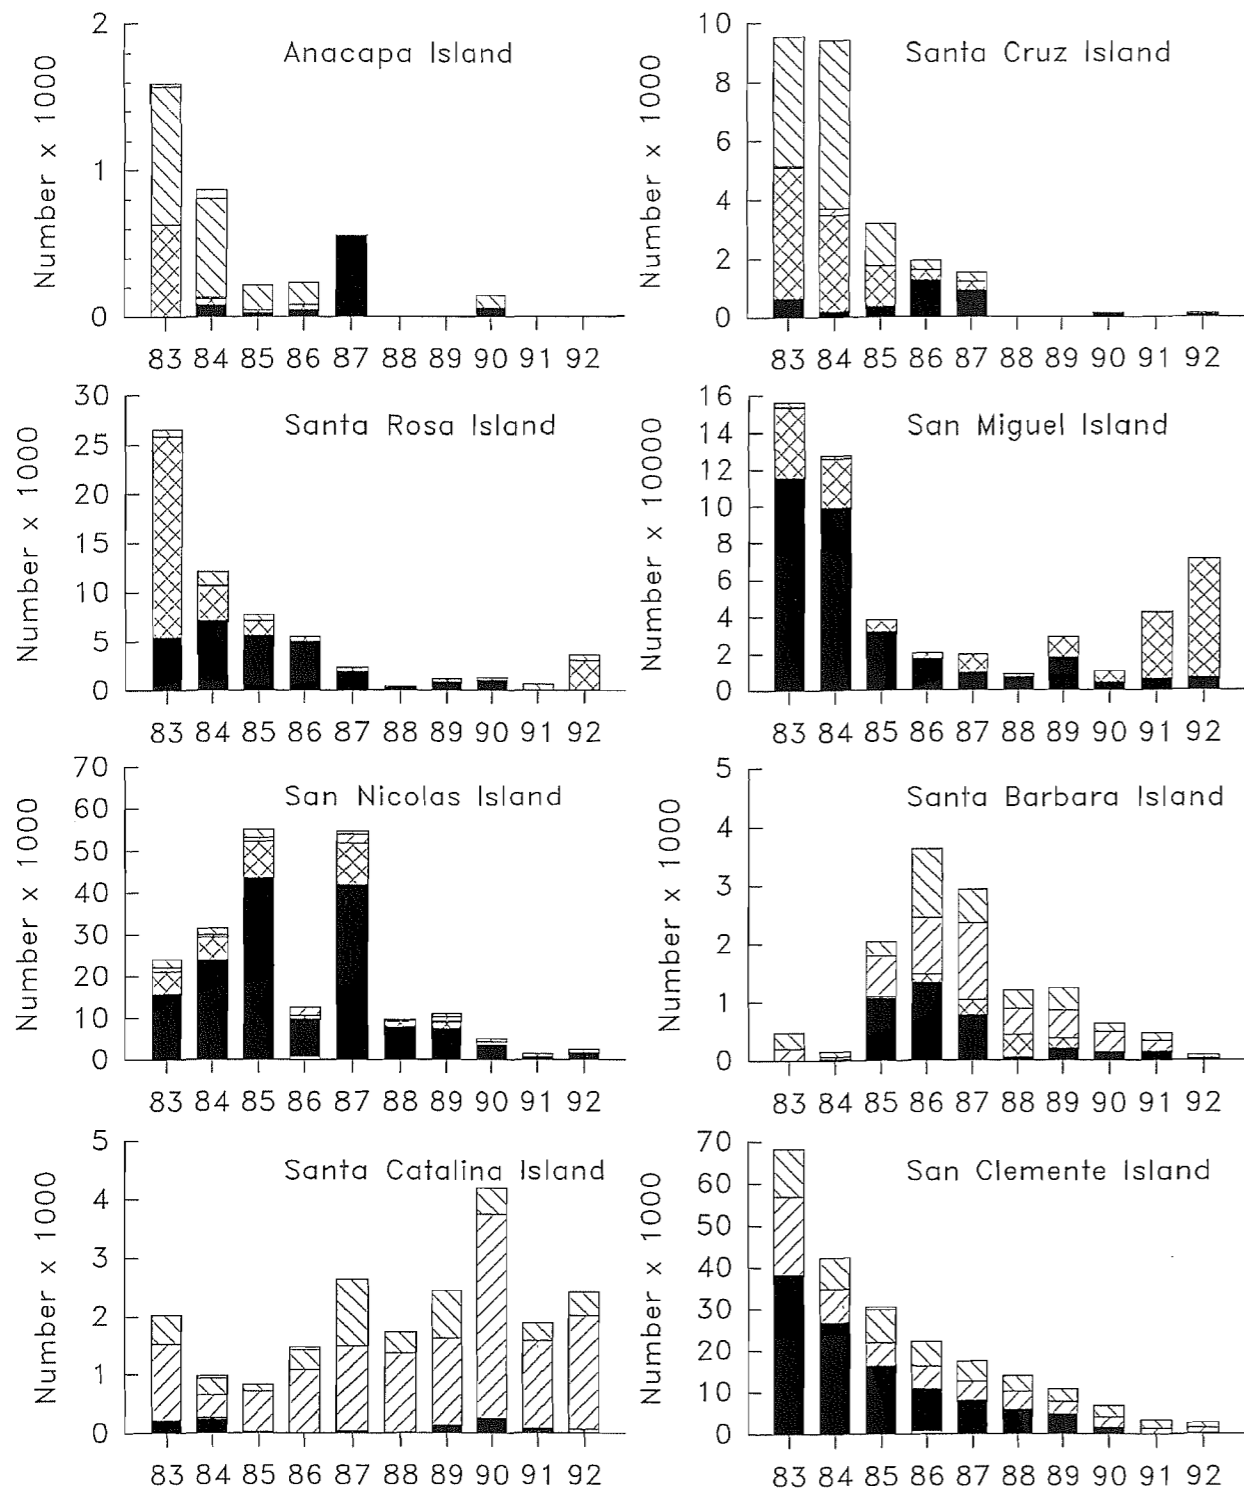 Anacapa Island
Number x 1000
2
1
0
83 84 85 86 87 88 89 90 91 92
Santa Cruz Island
Number x 1000
10
8
6
4
2
0
83 84 85 86 87 88 89 90 91 92
Santa Rosa Island
Number x 1000
30
25
20
15
10
5
0
83 84 85 86 87 88 89 90 91 92
San Miguel Island
Number x 10000
16
14
12
10
8
6
4
2
0
83 84 85 86 87 88 89 90 91 92
San Nicolas Island
Number x 1000
70
60
50
40
30
20
10
0
83 84 85 86 87 88 89 90 91 92
Santa Barbara Island
Number x 1000
5
4
3
2
1
0
83 84 85 86 87 88 89 90 91 92
Santa Catalina Island
Number x 1000
5
4
3
2
1
0
83 84 85 86 87 88 89 90 91 92
San Clemente Island
Number x 1000
70
60
50
40
30
20
10
0
83 84 85 86 87 88 89 90 91 92